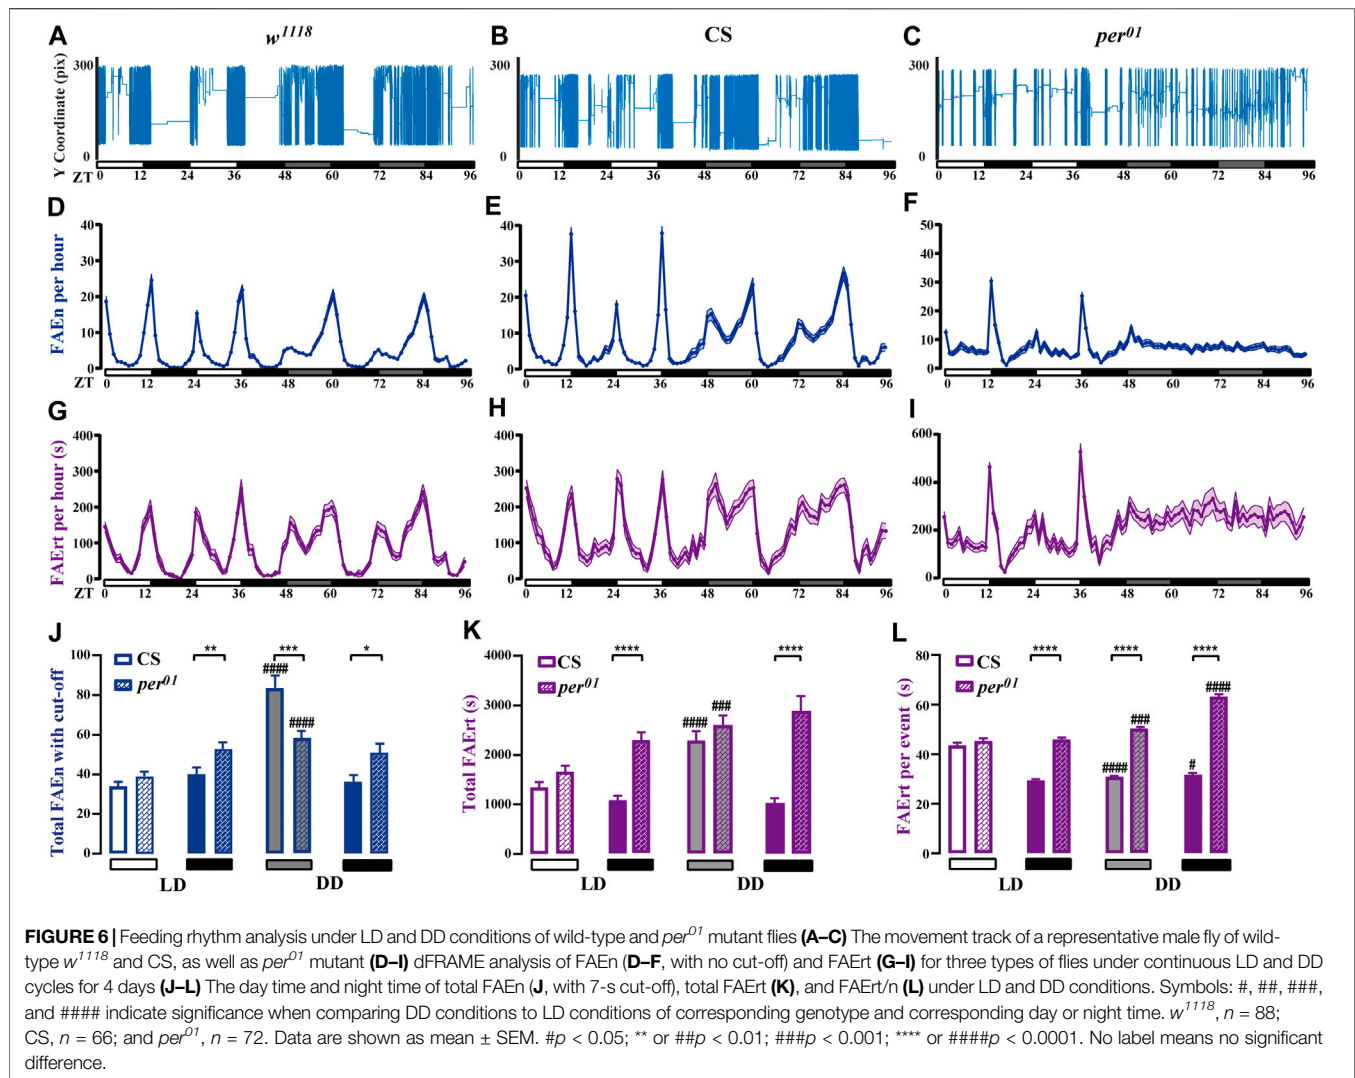 A
w1118
B
CS
C
per01
Y Coordinate (pix)
300
200
100
0
ZT
0 12 24 36 48 60 72 84 96
300
200
100
0
0 12 24 36 48 60 72 84 96
300
200
100
0
0 12 24 36 48 60 72 84 96
D
FAEn per hour
40
30
20
10
0
ZT
0 12 24 36 48 60 72 84 96
E
40
30
20
10
0
0 12 24 36 48 60 72 84 96
F
50
40
30
20
10
0
0 12 24 36 48 60 72 84 96
G
FAErt per hour (s)
400
300
200
100
0
ZT
0 12 24 36 48 60 72 84 96
H
400
300
200
100
0
0 12 24 36 48 60 72 84 96
I
600
400
200
0
0 12 24 36 48 60 72 84 96
J
Total FAEn with cut-off
100
80
60
40
20
0
CS
per01
**
***
*
####
####
LD
DD
K
Total FAErt (s)
4000
3000
2000
1000
0
CS
per01
****
****
####
###
LD
DD
L
FAErt per event (s)
80
60
40
20
0
CS
per01
****
****
****
####
###
#
####
LD
DD
FIGURE 6 | Feeding rhythm analysis under LD and DD conditions of wild-type and per01 mutant flies (A–C) The movement track of a representative male fly of wild-
type w1118 and CS, as well as per01 mutant (D–I) dFRAME analysis of FAEn (D–F, with no cut-off) and FAErt (G–I) for three types of flies under continuous LD and DD
cycles for 4 days (J–L) The day time and night time of total FAEn (J, with 7-s cut-off), total FAErt (K), and FAErt/n (L) under LD and DD conditions. Symbols: #, ##, ###,
and #### indicate significance when comparing DD conditions to LD conditions of corresponding genotype and corresponding day or night time. w1118, n = 88;
CS, n = 66; and per01, n = 72. Data are shown as mean ± SEM. #p < 0.05; ** or ##p < 0.01; ###p < 0.001; **** or ####p < 0.0001. No label means no significant
difference.